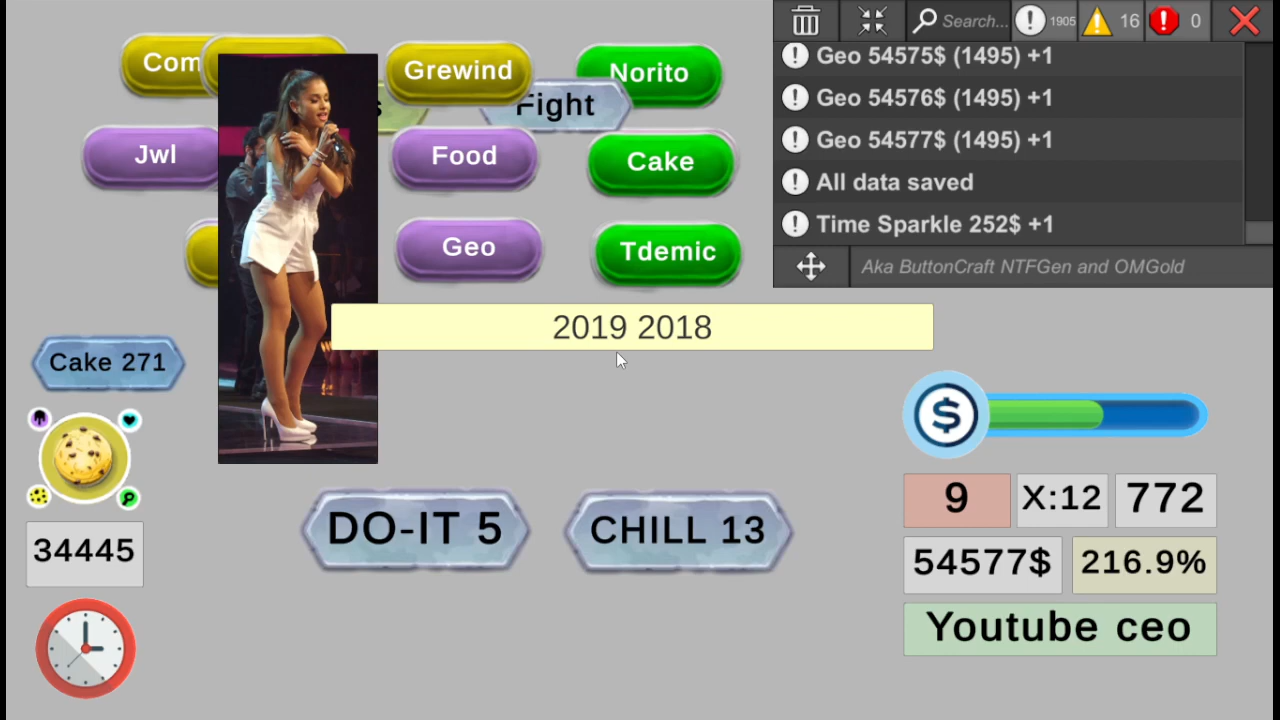 Com
Grewind
Norito
s
Fight
Jwl
Food
Cake
Geo
Tdemic
Search...
1905
16
0
Geo 54575$ (1495) +1
Geo 54576$ (1495) +1
Geo 54577$ (1495) +1
All data saved
Time Sparkle 252$ +1
Aka ButtonCraft NTFGen and OMGold
2019 2018
Cake 271
34445
DO-IT 5
CHILL 13
$
9
X:12
772
54577$
216.9%
Youtube ceo